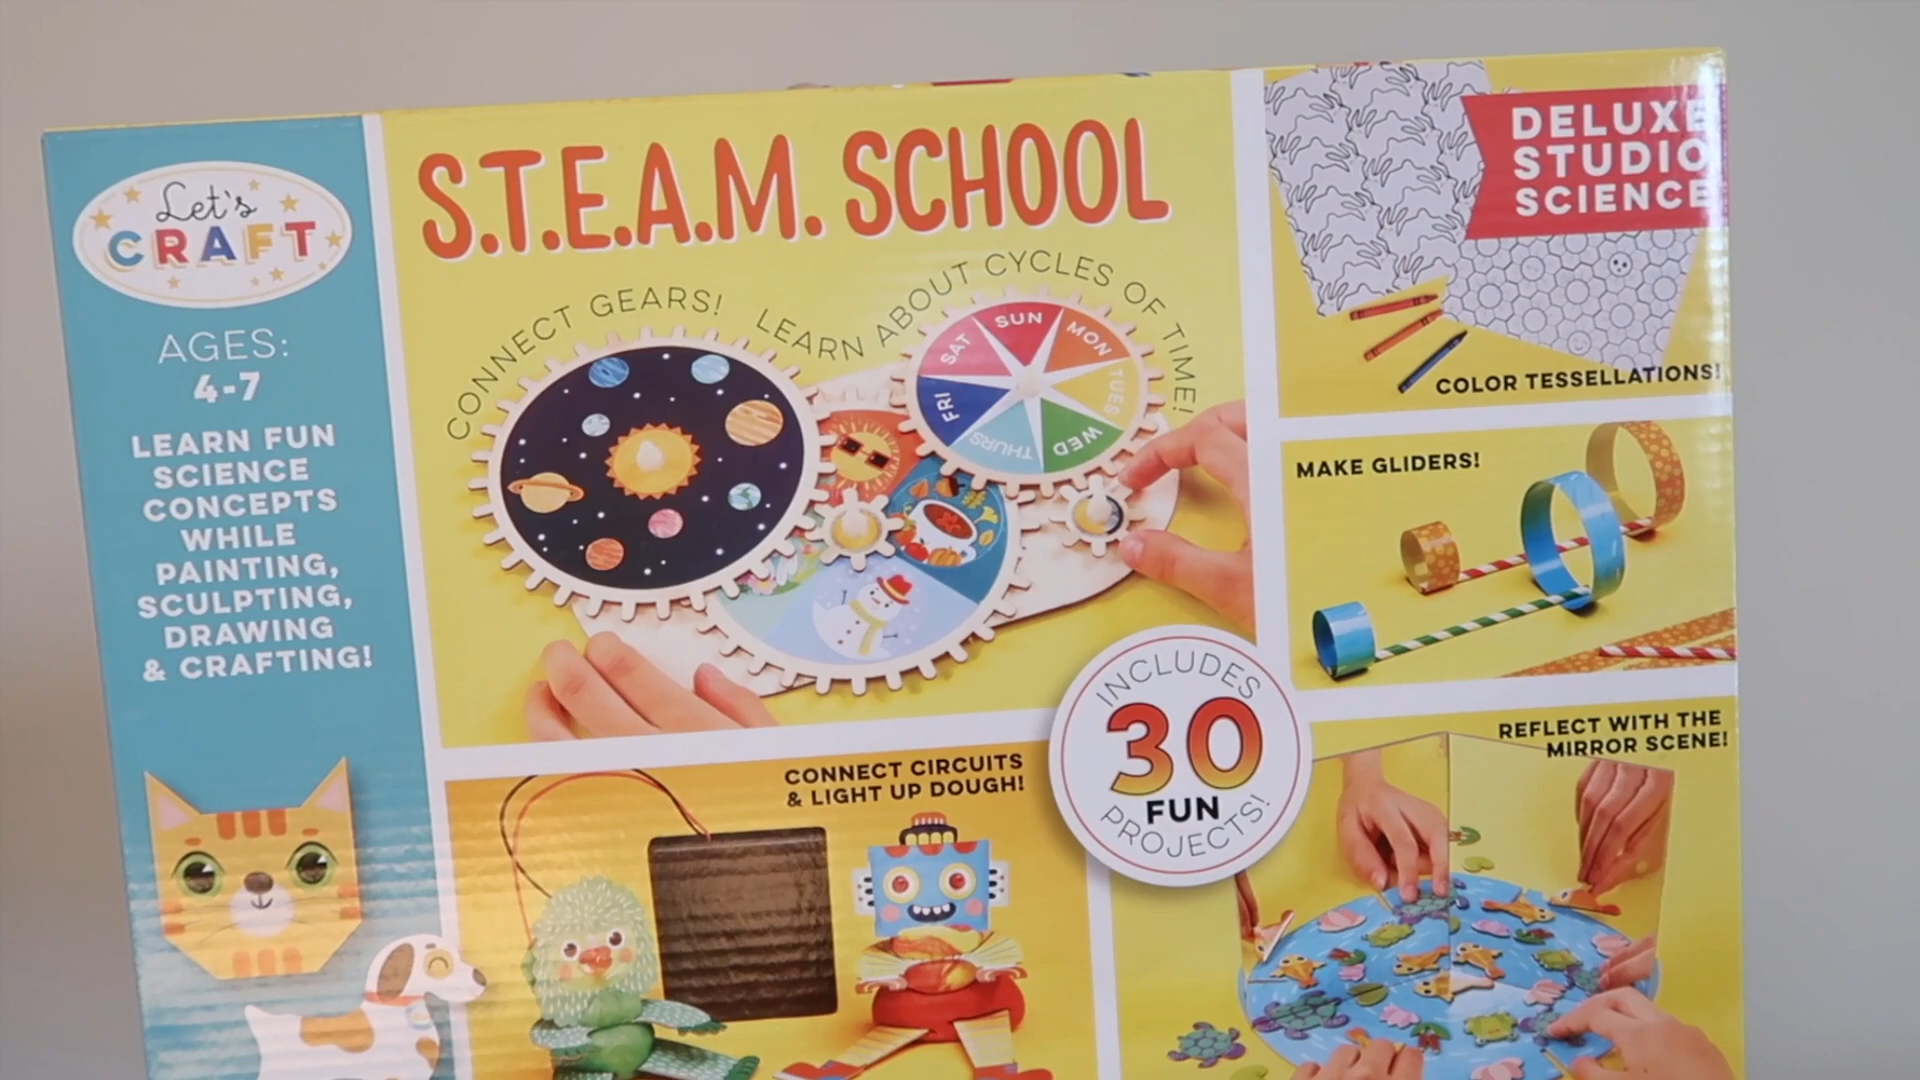 Let's
CRAFT
AGES:
4-7
LEARN FUN
SCIENCE
CONCEPTS
WHILE
PAINTING,
SCULPTING,
DRAWING
& CRAFTING!
S.T.E.A.M. SCHOOL
CONNECT GEARS! LEARN ABOUT CYCLES OF TIME!
SUN
MON
TUES
WED
THURS
FRI
SAT
DELUXE
STUDIO
SCIENCE
COLOR TESSELLATIONS!
MAKE GLIDERS!
INCLUDES
30
FUN
PROJECTS!
CONNECT CIRCUITS
& LIGHT UP DOUGH!
REFLECT WITH THE
MIRROR SCENE!